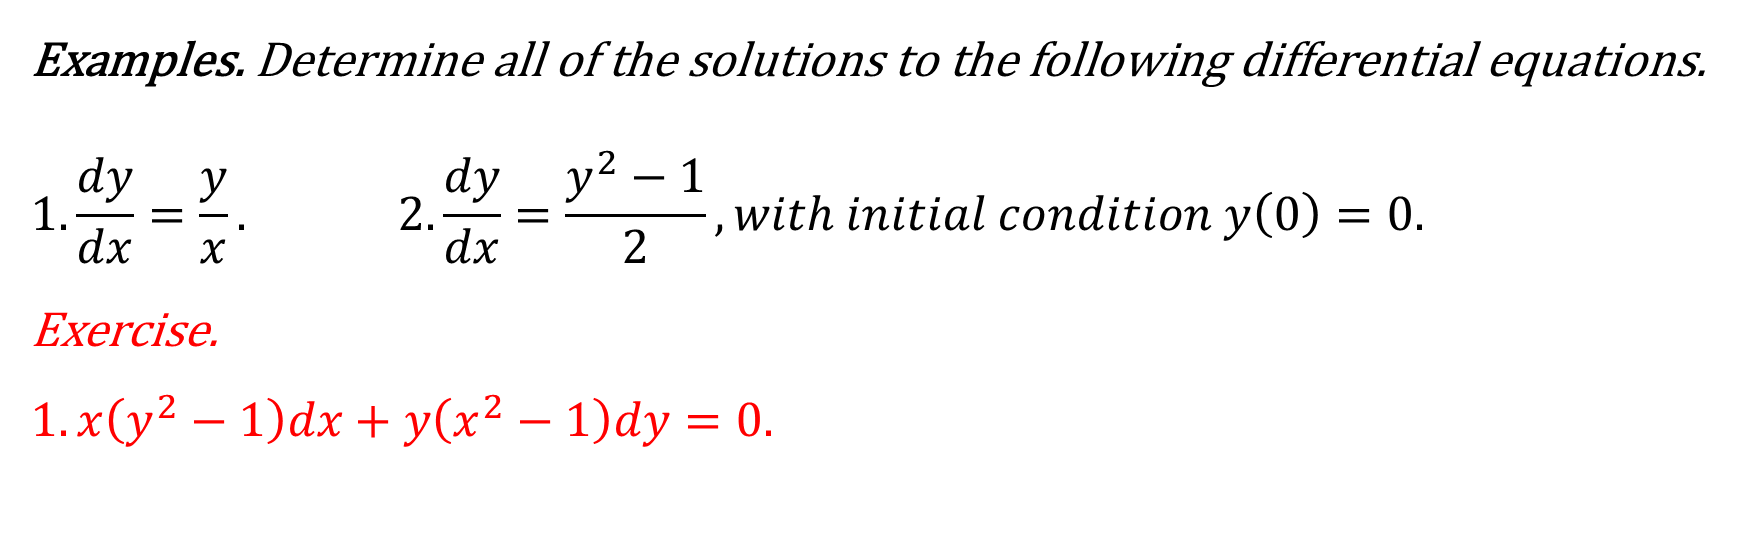 Examples. Determine all of the solutions to the following differential equations.
1. dy/dx = y/x. 2. dy/dx = (y² − 1)/2, with initial condition y(0) = 0.
Exercise.
1. x(y² − 1)dx + y(x² − 1)dy = 0.